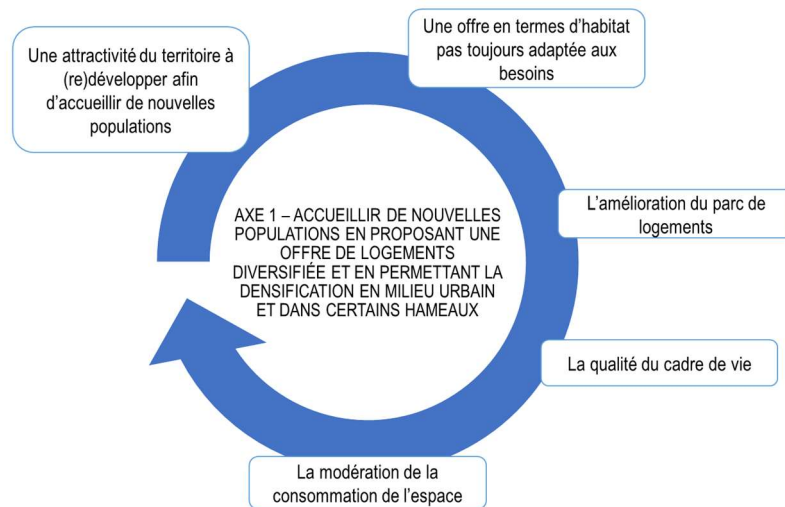 Une attractivité du territoire à
(re)développer afin
d’accueillir de nouvelles
populations
Une offre en termes d’habitat
pas toujours adaptée aux
besoins
L’amélioration du parc de
logements
La qualité du cadre de vie
La modération de la
consommation de l’espace
AXE 1 – ACCUEILLIR DE NOUVELLES
POPULATIONS EN PROPOSANT UNE
OFFRE DE LOGEMENTS
DIVERSIFIÉE ET EN PERMETTANT LA
DENSIFICATION EN MILIEU URBAIN
ET DANS CERTAINS HAMEAUX